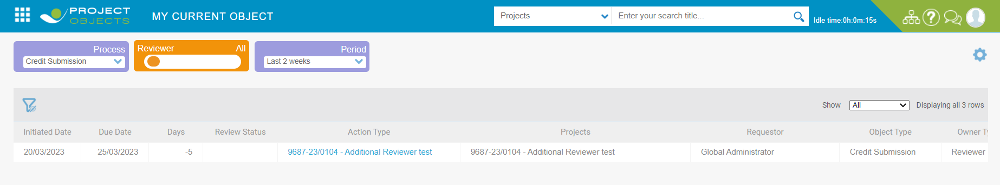 PROJECT
OBJECTS
MY CURRENT OBJECT
Projects
Enter your search title...
Idle time:0h:0m:15s
?
Process
Credit Submission
Reviewer All
Period
Last 2 weeks
Show All Displaying all 3 rows
Initiated Date Due Date Days Review Status Action Type Projects Requestor Object Type Owner Ty
20/03/2023 25/03/2023 -5 9687-23/0104 - Additional Reviewer test 9687-23/0104 - Additional Reviewer test Global Administrator Credit Submission Reviewer